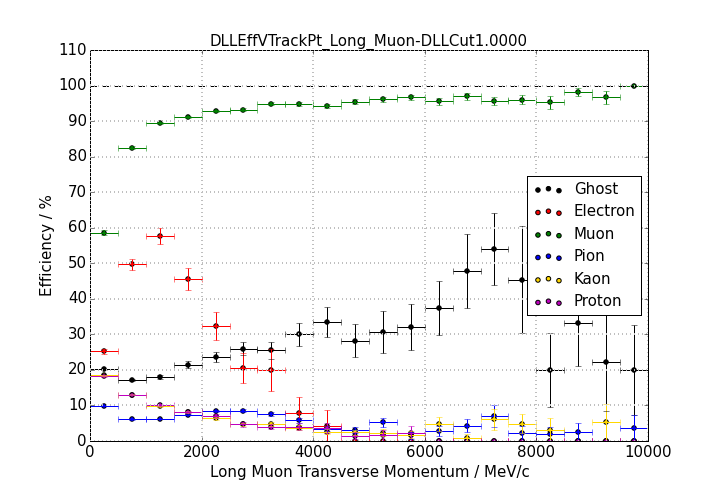 DLLEffVTrackPt_Long_Muon-DLLCut1.0000
110
100
90
80
70
60
50
40
30
20
10
0
Efficiency / %
Ghost
Electron
Muon
Pion
Kaon
Proton
0 2000 4000 6000 8000 10000
Long Muon Transverse Momentum / MeV/c